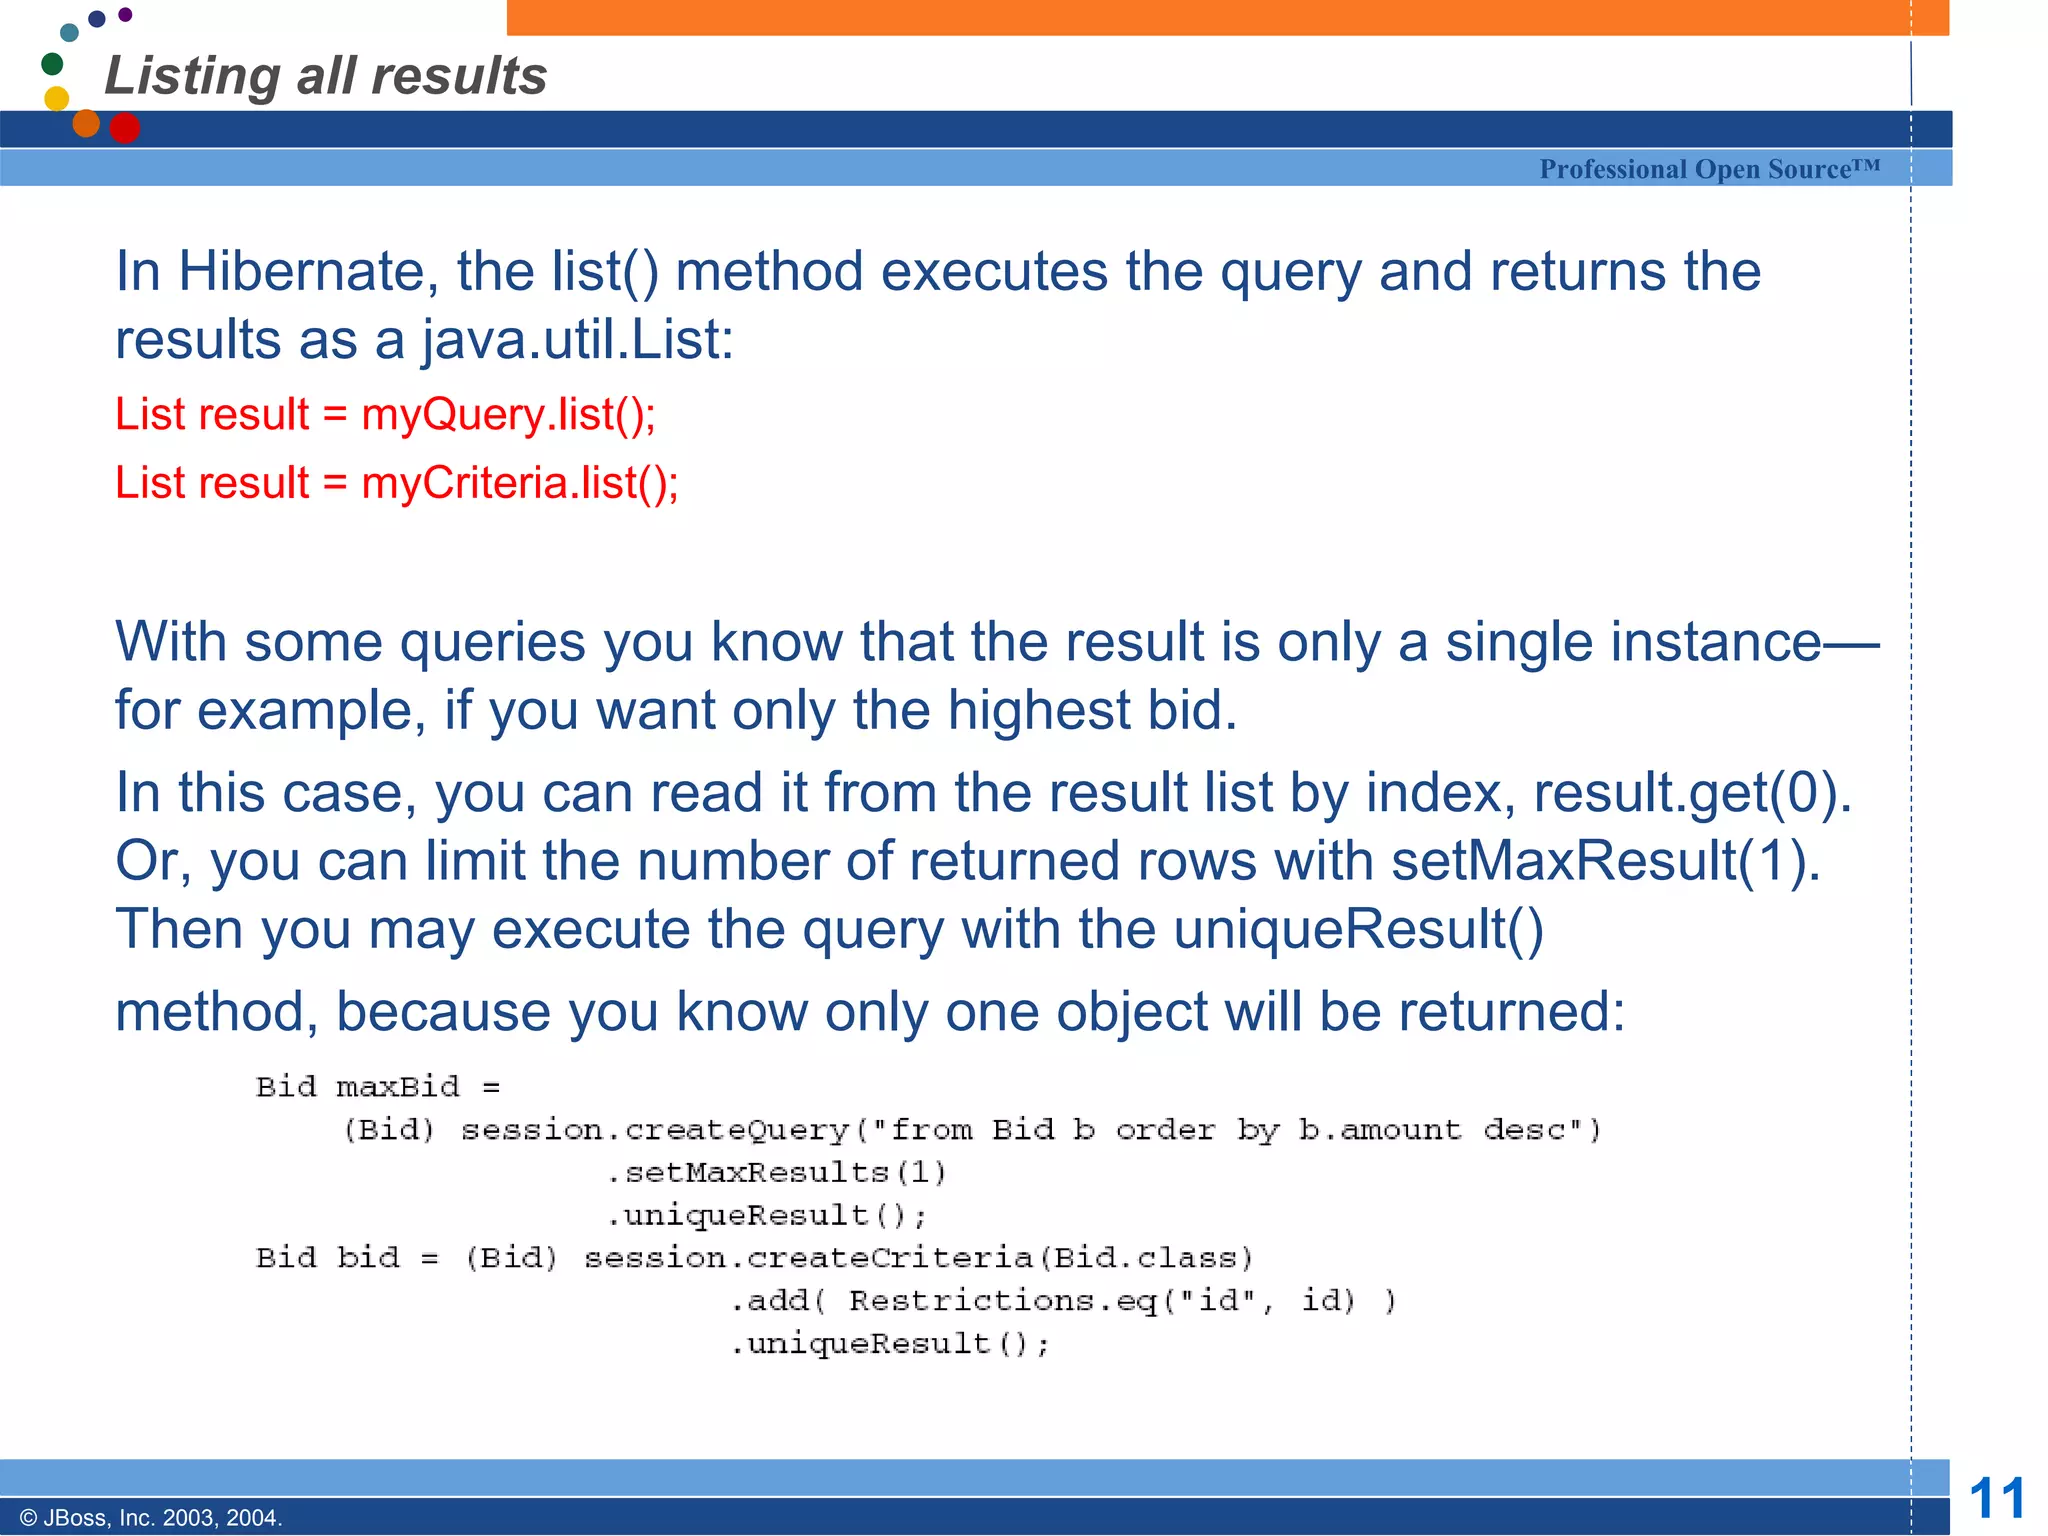 Listing all results
Professional Open Source™
In Hibernate, the list() method executes the query and returns the
results as a java.util.List:
List result = myQuery.list();
List result = myCriteria.list();
With some queries you know that the result is only a single instance—
for example, if you want only the highest bid.
In this case, you can read it from the result list by index, result.get(0).
Or, you can limit the number of returned rows with setMaxResult(1).
Then you may execute the query with the uniqueResult()
method, because you know only one object will be returned:
Bid maxBid =
(Bid) session.createQuery("from Bid b order by b.amount desc")
.setMaxResults(1)
.uniqueResult();
Bid bid = (Bid) session.createCriteria(Bid.class)
.add( Restrictions.eq("id", id) )
.uniqueResult();
© JBoss, Inc. 2003, 2004.
11